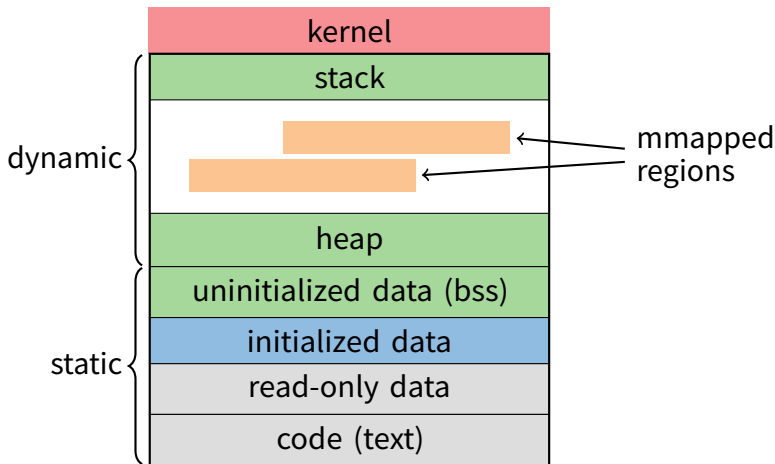 kernel
stack
dynamic
mmapped
regions
heap
uninitialized data (bss)
initialized data
static
read-only data
code (text)